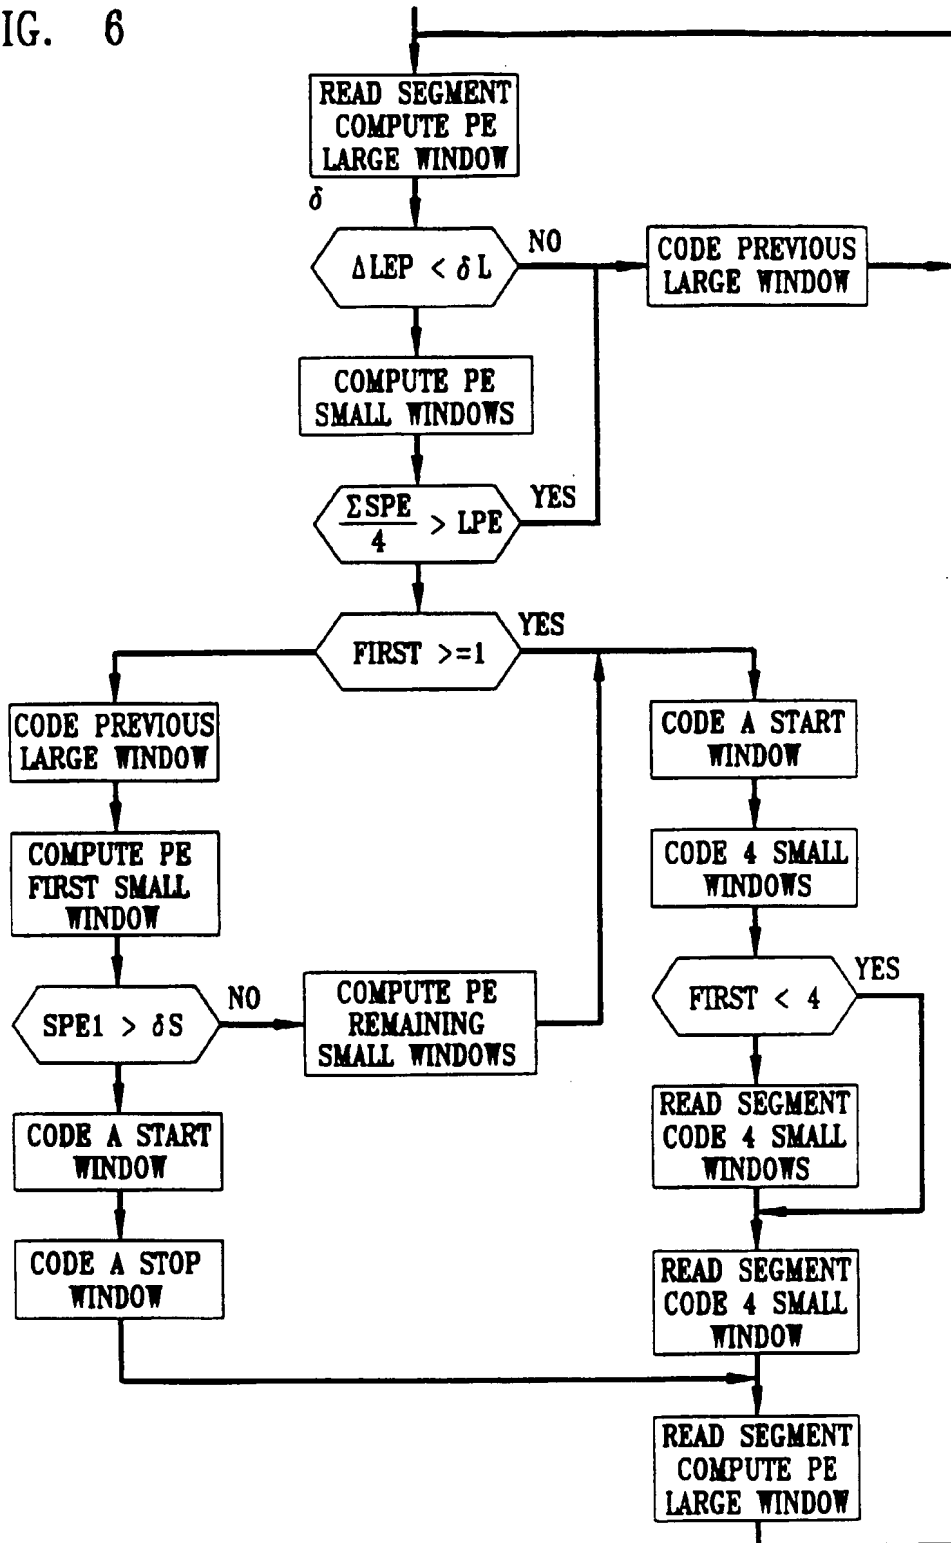 IG. 6
READ SEGMENT
COMPUTE PE
LARGE WINDOW
δ
ΔLEP < δL
NO
CODE PREVIOUS
LARGE WINDOW
COMPUTE PE
SMALL WINDOWS
ΣSPE
4
> LPE
YES
FIRST >=1
YES
CODE PREVIOUS
LARGE WINDOW
CODE A START
WINDOW
COMPUTE PE
FIRST SMALL
WINDOW
CODE 4 SMALL
WINDOWS
SPE1 > δS
NO
COMPUTE PE
REMAINING
SMALL WINDOWS
FIRST < 4
YES
CODE A START
WINDOW
READ SEGMENT
CODE 4 SMALL
WINDOWS
CODE A STOP
WINDOW
READ SEGMENT
CODE 4 SMALL
WINDOW
READ SEGMENT
COMPUTE PE
LARGE WINDOW